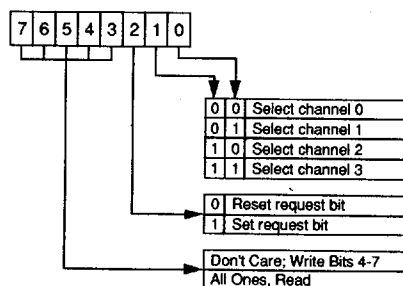 7 6 5 4 3 2 1 0
0 0 Select channel 0
0 1 Select channel 1
1 0 Select channel 2
1 1 Select channel 3
0 Reset request bit
1 Set request bit
Don't Care; Write Bits 4-7
All Ones, Read